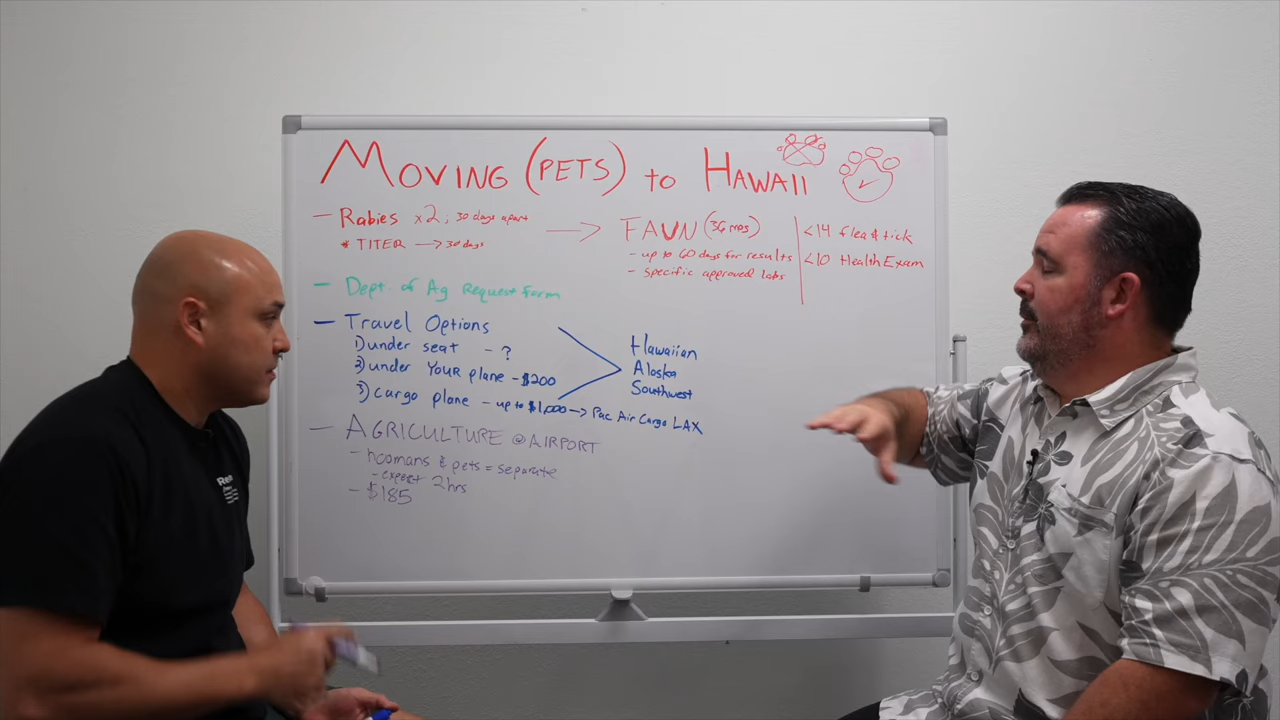 MOVING (PETS) to HAWAII
- Rabies x2; 30 days apart
* TITER → 30 days
→ FAVN (36 mos)
- up to 60 days for results
- specific approved labs
<14 flea & tick
<10 Health Exam
- Dept. of Ag Request form
- Travel Options
1) under seat - ?
2) under YOUR plane - $200
3) cargo plane - up to $1,000 → Pac Air Cargo LAX
Hawaiian
Alaska
Southwest
- AGRICULTURE @ AIRPORT
- hoomans & pets = separate
- expect 2hrs
- $185